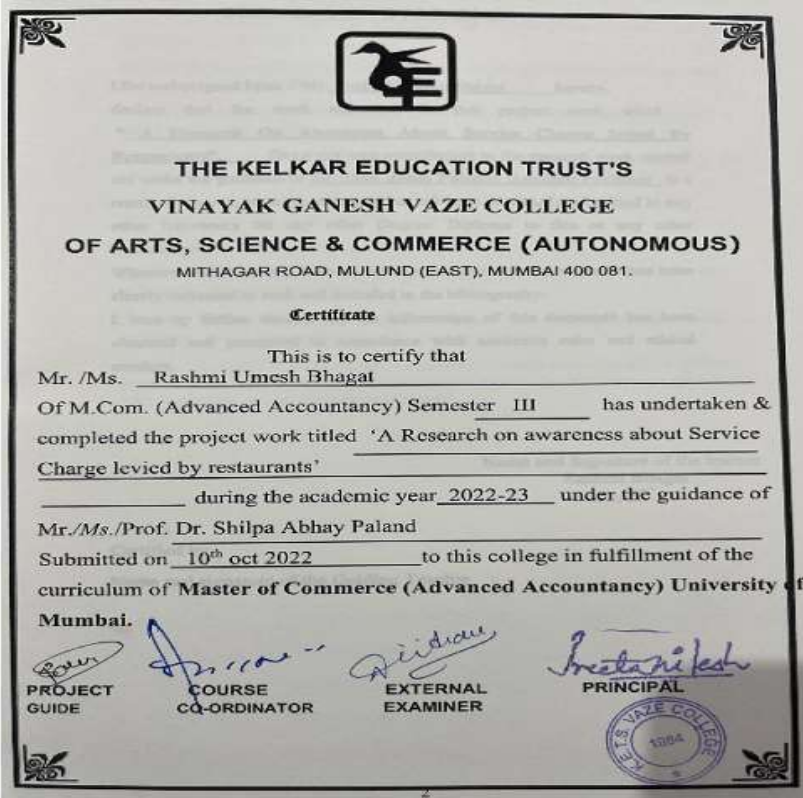 THE KELKAR EDUCATION TRUST'S
VINAYAK GANESH VAZE COLLEGE
OF ARTS, SCIENCE & COMMERCE (AUTONOMOUS)
MITHAGAR ROAD, MULUND (EAST), MUMBAI 400 081.
Certificate
This is to certify that
Mr. /Ms. Rashmi Umesh Bhagat
Of M.Com. (Advanced Accountancy) Semester III has undertaken &
completed the project work titled 'A Research on awareness about Service
Charge levied by restaurants'
during the academic year 2022-23 under the guidance of
Mr./Ms./Prof. Dr. Shilpa Abhay Paland
Submitted on 10th oct 2022 to this college in fulfillment of the
curriculum of Master of Commerce (Advanced Accountancy) University of
Mumbai.
PROJECT GUIDE
COURSE CO-ORDINATOR
EXTERNAL EXAMINER
PRINCIPAL
K.E.T.S. VAZE COLLEGE
1984
2